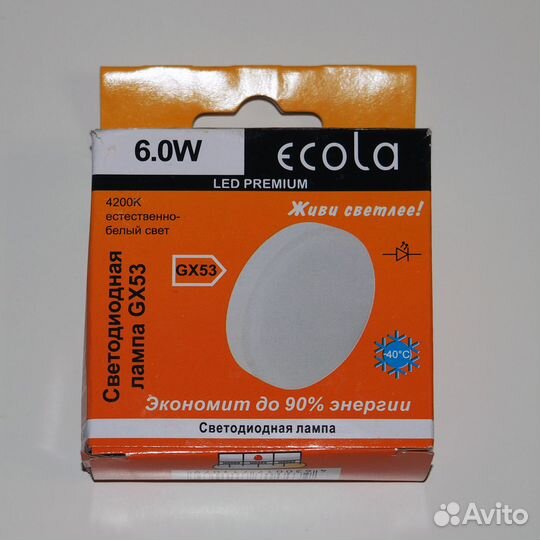 6.0W
ecola
LED PREMIUM
4200K
естественно-
белый свет
Живи светлее!
GX53
Светодиодная
лампа GX53
-40°C
Экономит до 90% энергии
Светодиодная лампа
Avito